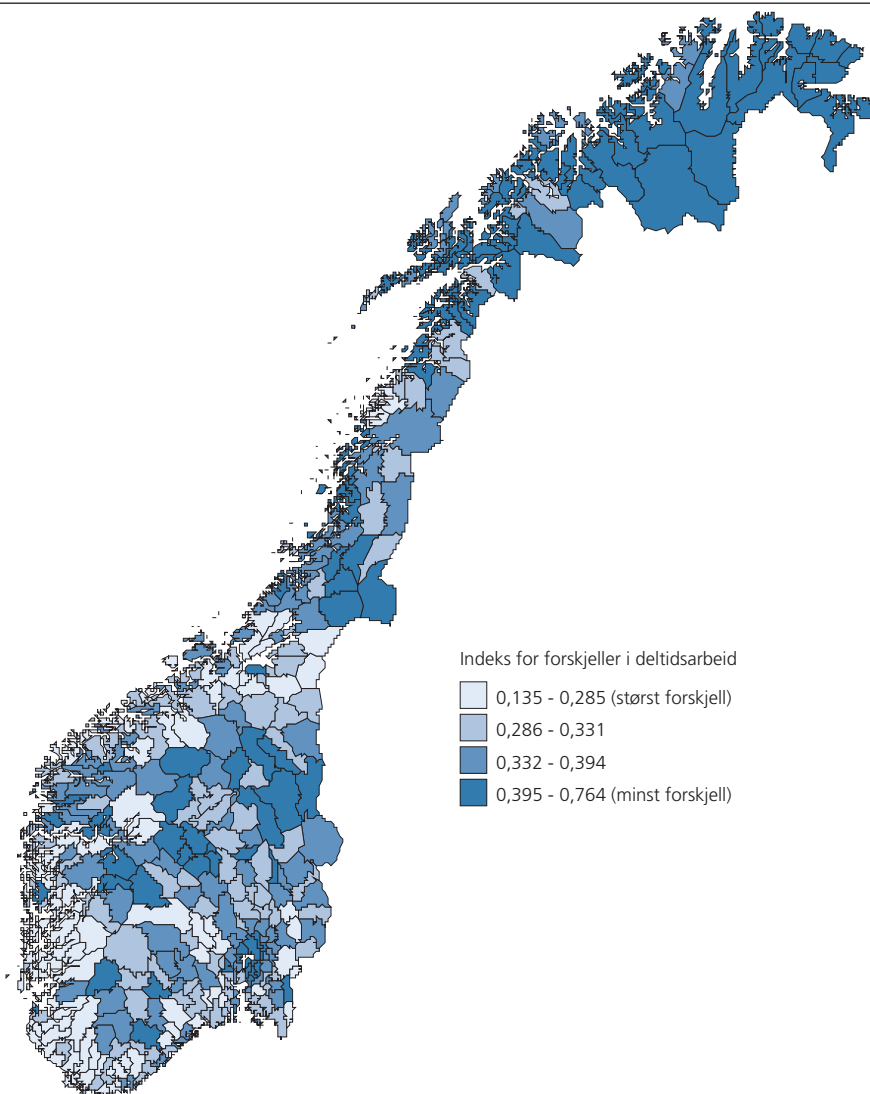 Indeks for forskjeller i deltidsarbeid
0,135 - 0,285 (størst forskjell)
0,286 - 0,331
0,332 - 0,394
0,395 - 0,764 (minst forskjell)